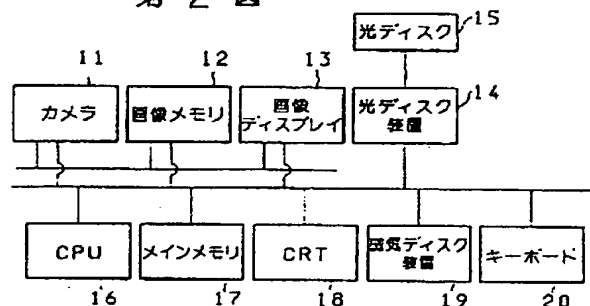 第 2 図
光ディスク 15
11 12 13
カメラ 画像メモリ 画像
ディスプレイ 光ディスク
装置 14
CPU メインメモリ CRT 磁気ディスク
装置 キーボード
16 17 18 19 20